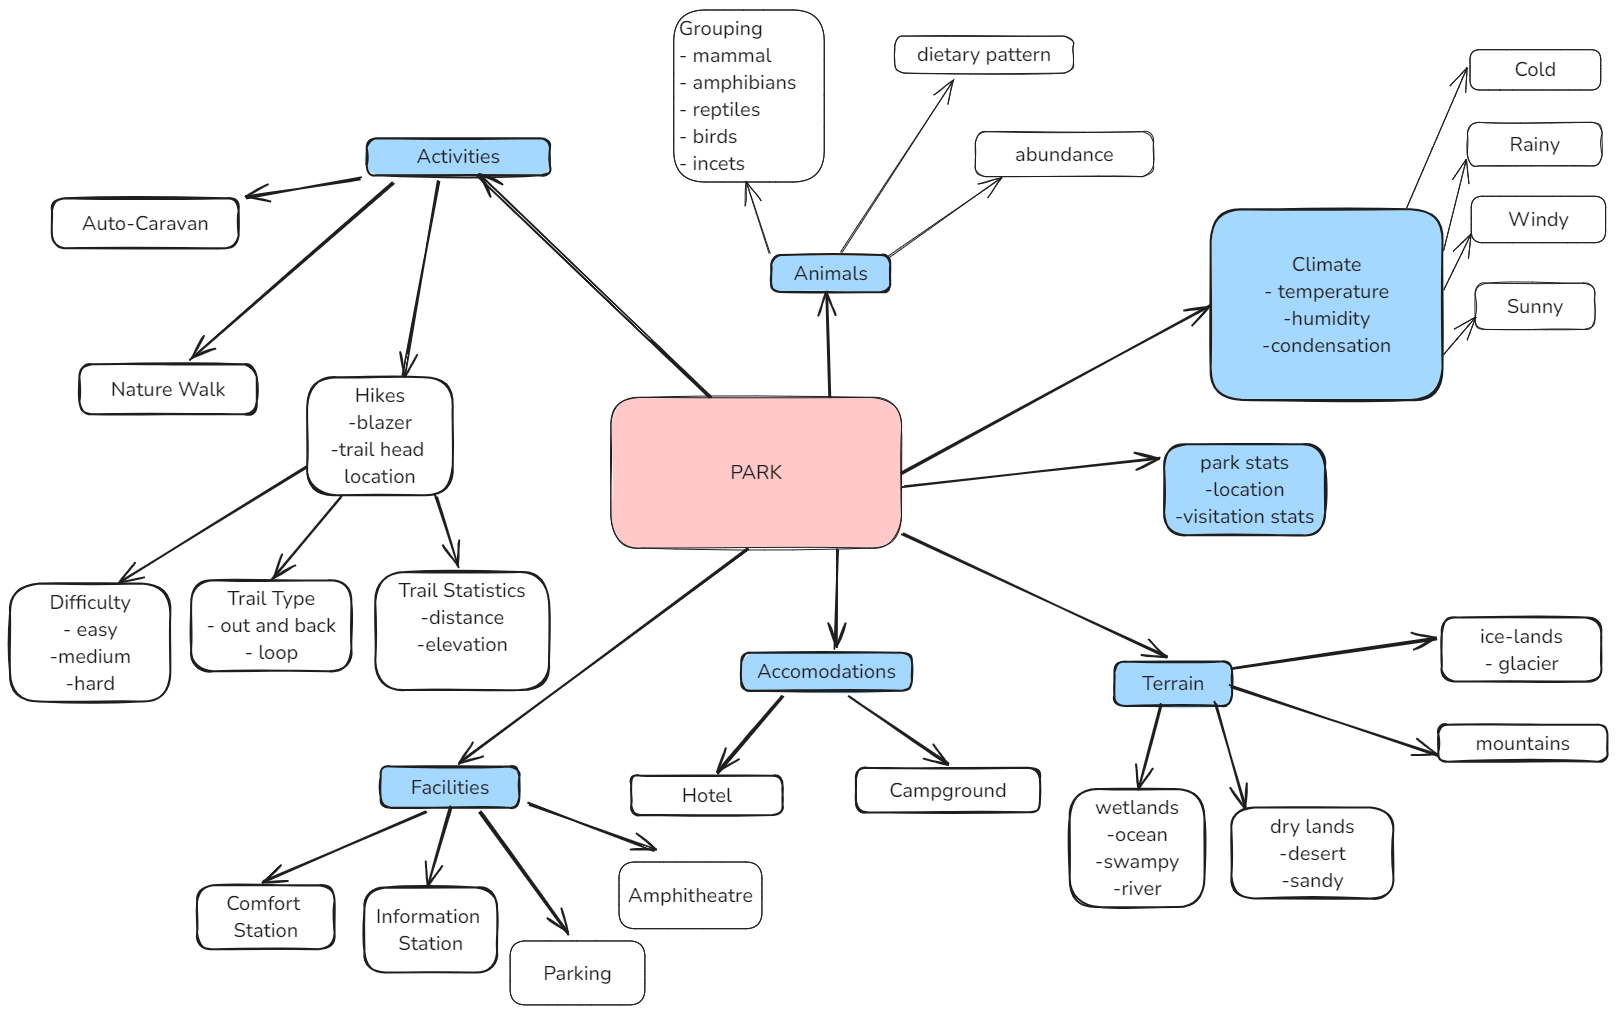 Grouping
- mammal
- amphibians
- reptiles
- birds
- incets
dietary pattern
abundance
Animals
Cold
Rainy
Windy
Sunny
Climate
- temperature
-humidity
-condensation
Activities
Auto-Caravan
Nature Walk
Hikes
-blazer
-trail head
location
Difficulty
- easy
-medium
-hard
Trail Type
- out and back
- loop
Trail Statistics
-distance
-elevation
PARK
park stats
-location
-visitation stats
Accomodations
Hotel
Campground
Terrain
ice-lands
- glacier
mountains
wetlands
-ocean
-swampy
-river
dry lands
-desert
-sandy
Facilities
Comfort
Station
Information
Station
Parking
Amphitheatre